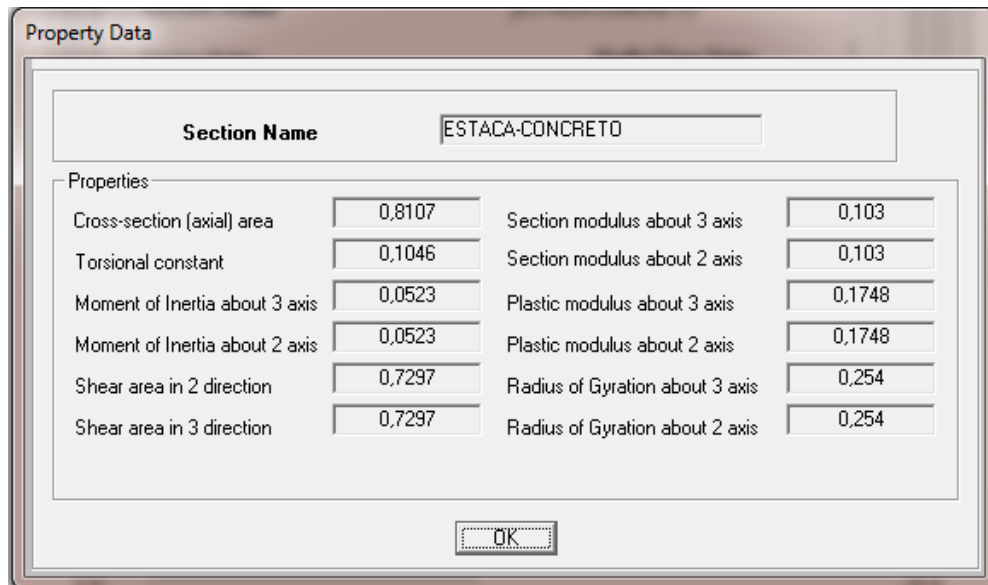 Property Data
Section Name ESTACA-CONCRETO
Properties
Cross-section (axial) area 0,8107 Section modulus about 3 axis 0,103
Torsional constant 0,1046 Section modulus about 2 axis 0,103
Moment of Inertia about 3 axis 0,0523 Plastic modulus about 3 axis 0,1748
Moment of Inertia about 2 axis 0,0523 Plastic modulus about 2 axis 0,1748
Shear area in 2 direction 0,7297 Radius of Gyration about 3 axis 0,254
Shear area in 3 direction 0,7297 Radius of Gyration about 2 axis 0,254
OK